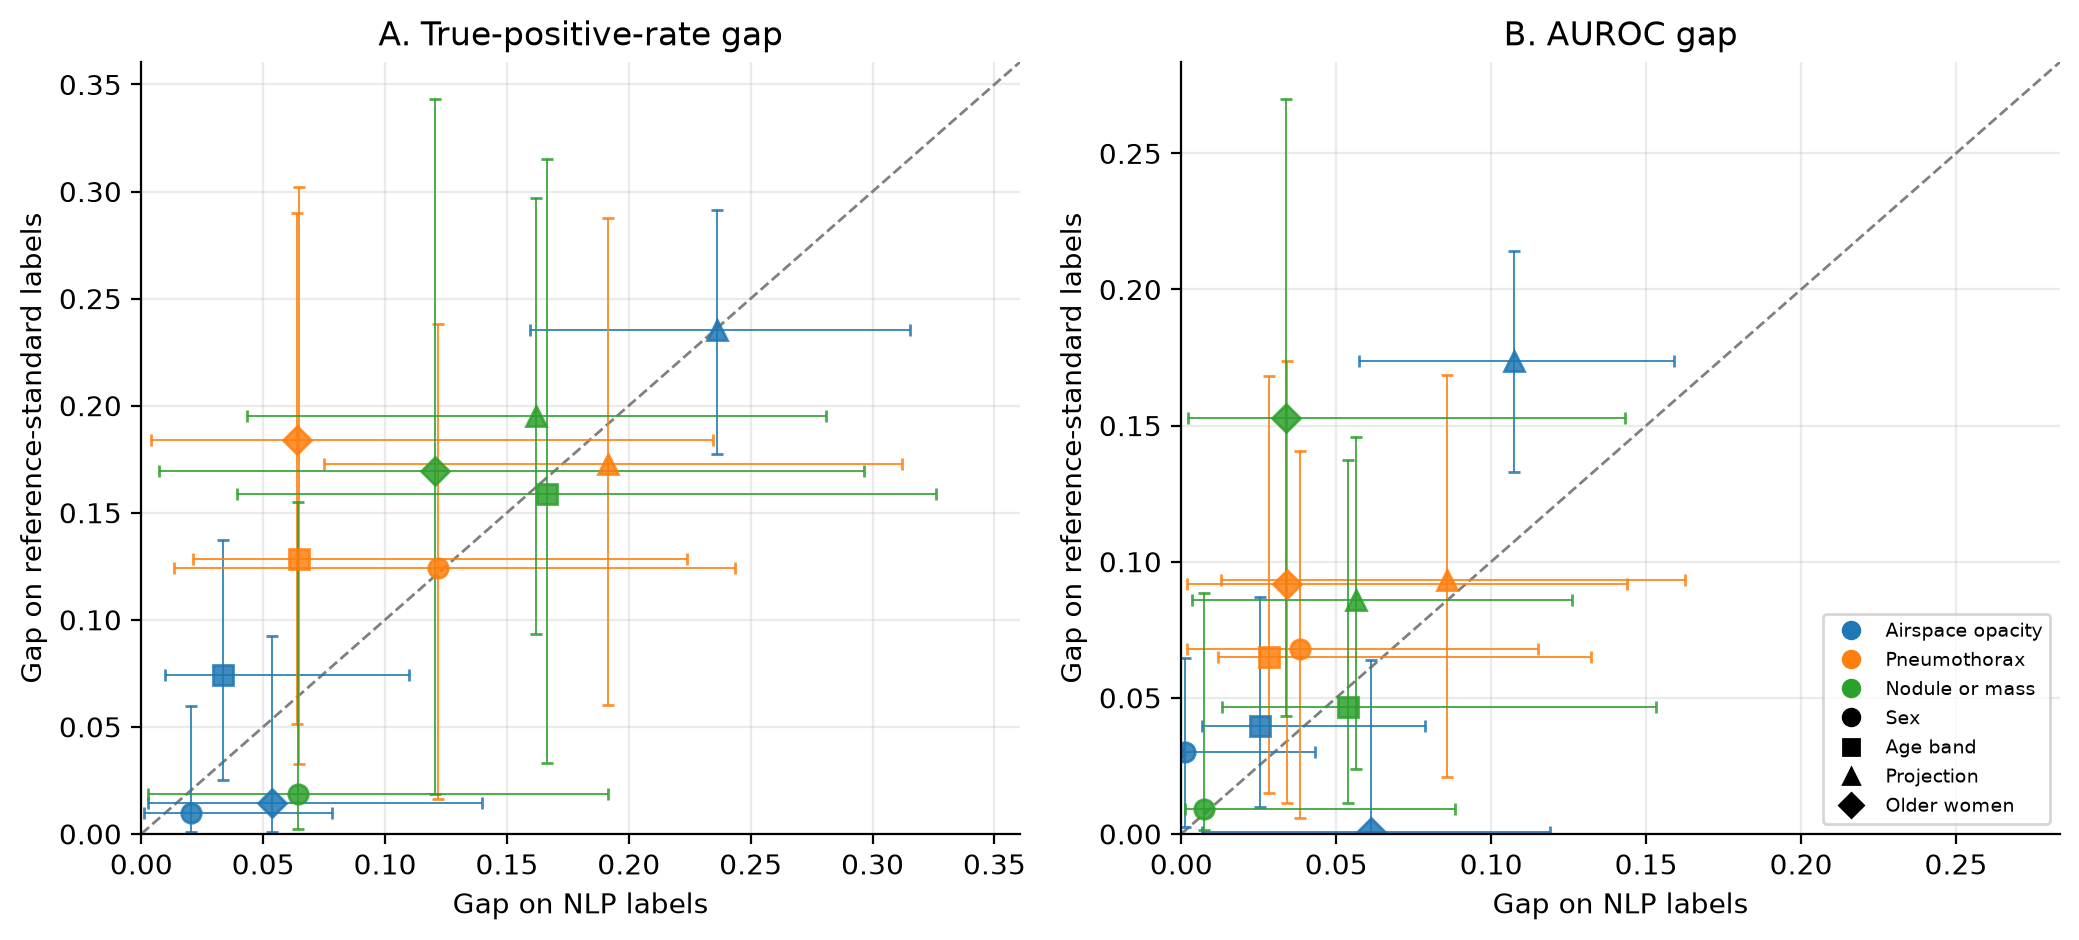 A. True-positive-rate gap
Gap on reference-standard labels
0.35
0.30
0.25
0.20
0.15
0.10
0.05
0.00
0.00 0.05 0.10 0.15 0.20 0.25 0.30 0.35
Gap on NLP labels
B. AUROC gap
Gap on reference-standard labels
0.25
0.20
0.15
0.10
0.05
0.00
0.00 0.05 0.10 0.15 0.20 0.25
Gap on NLP labels
Airspace opacity
Pneumothorax
Nodule or mass
Sex
Age band
Projection
Older women